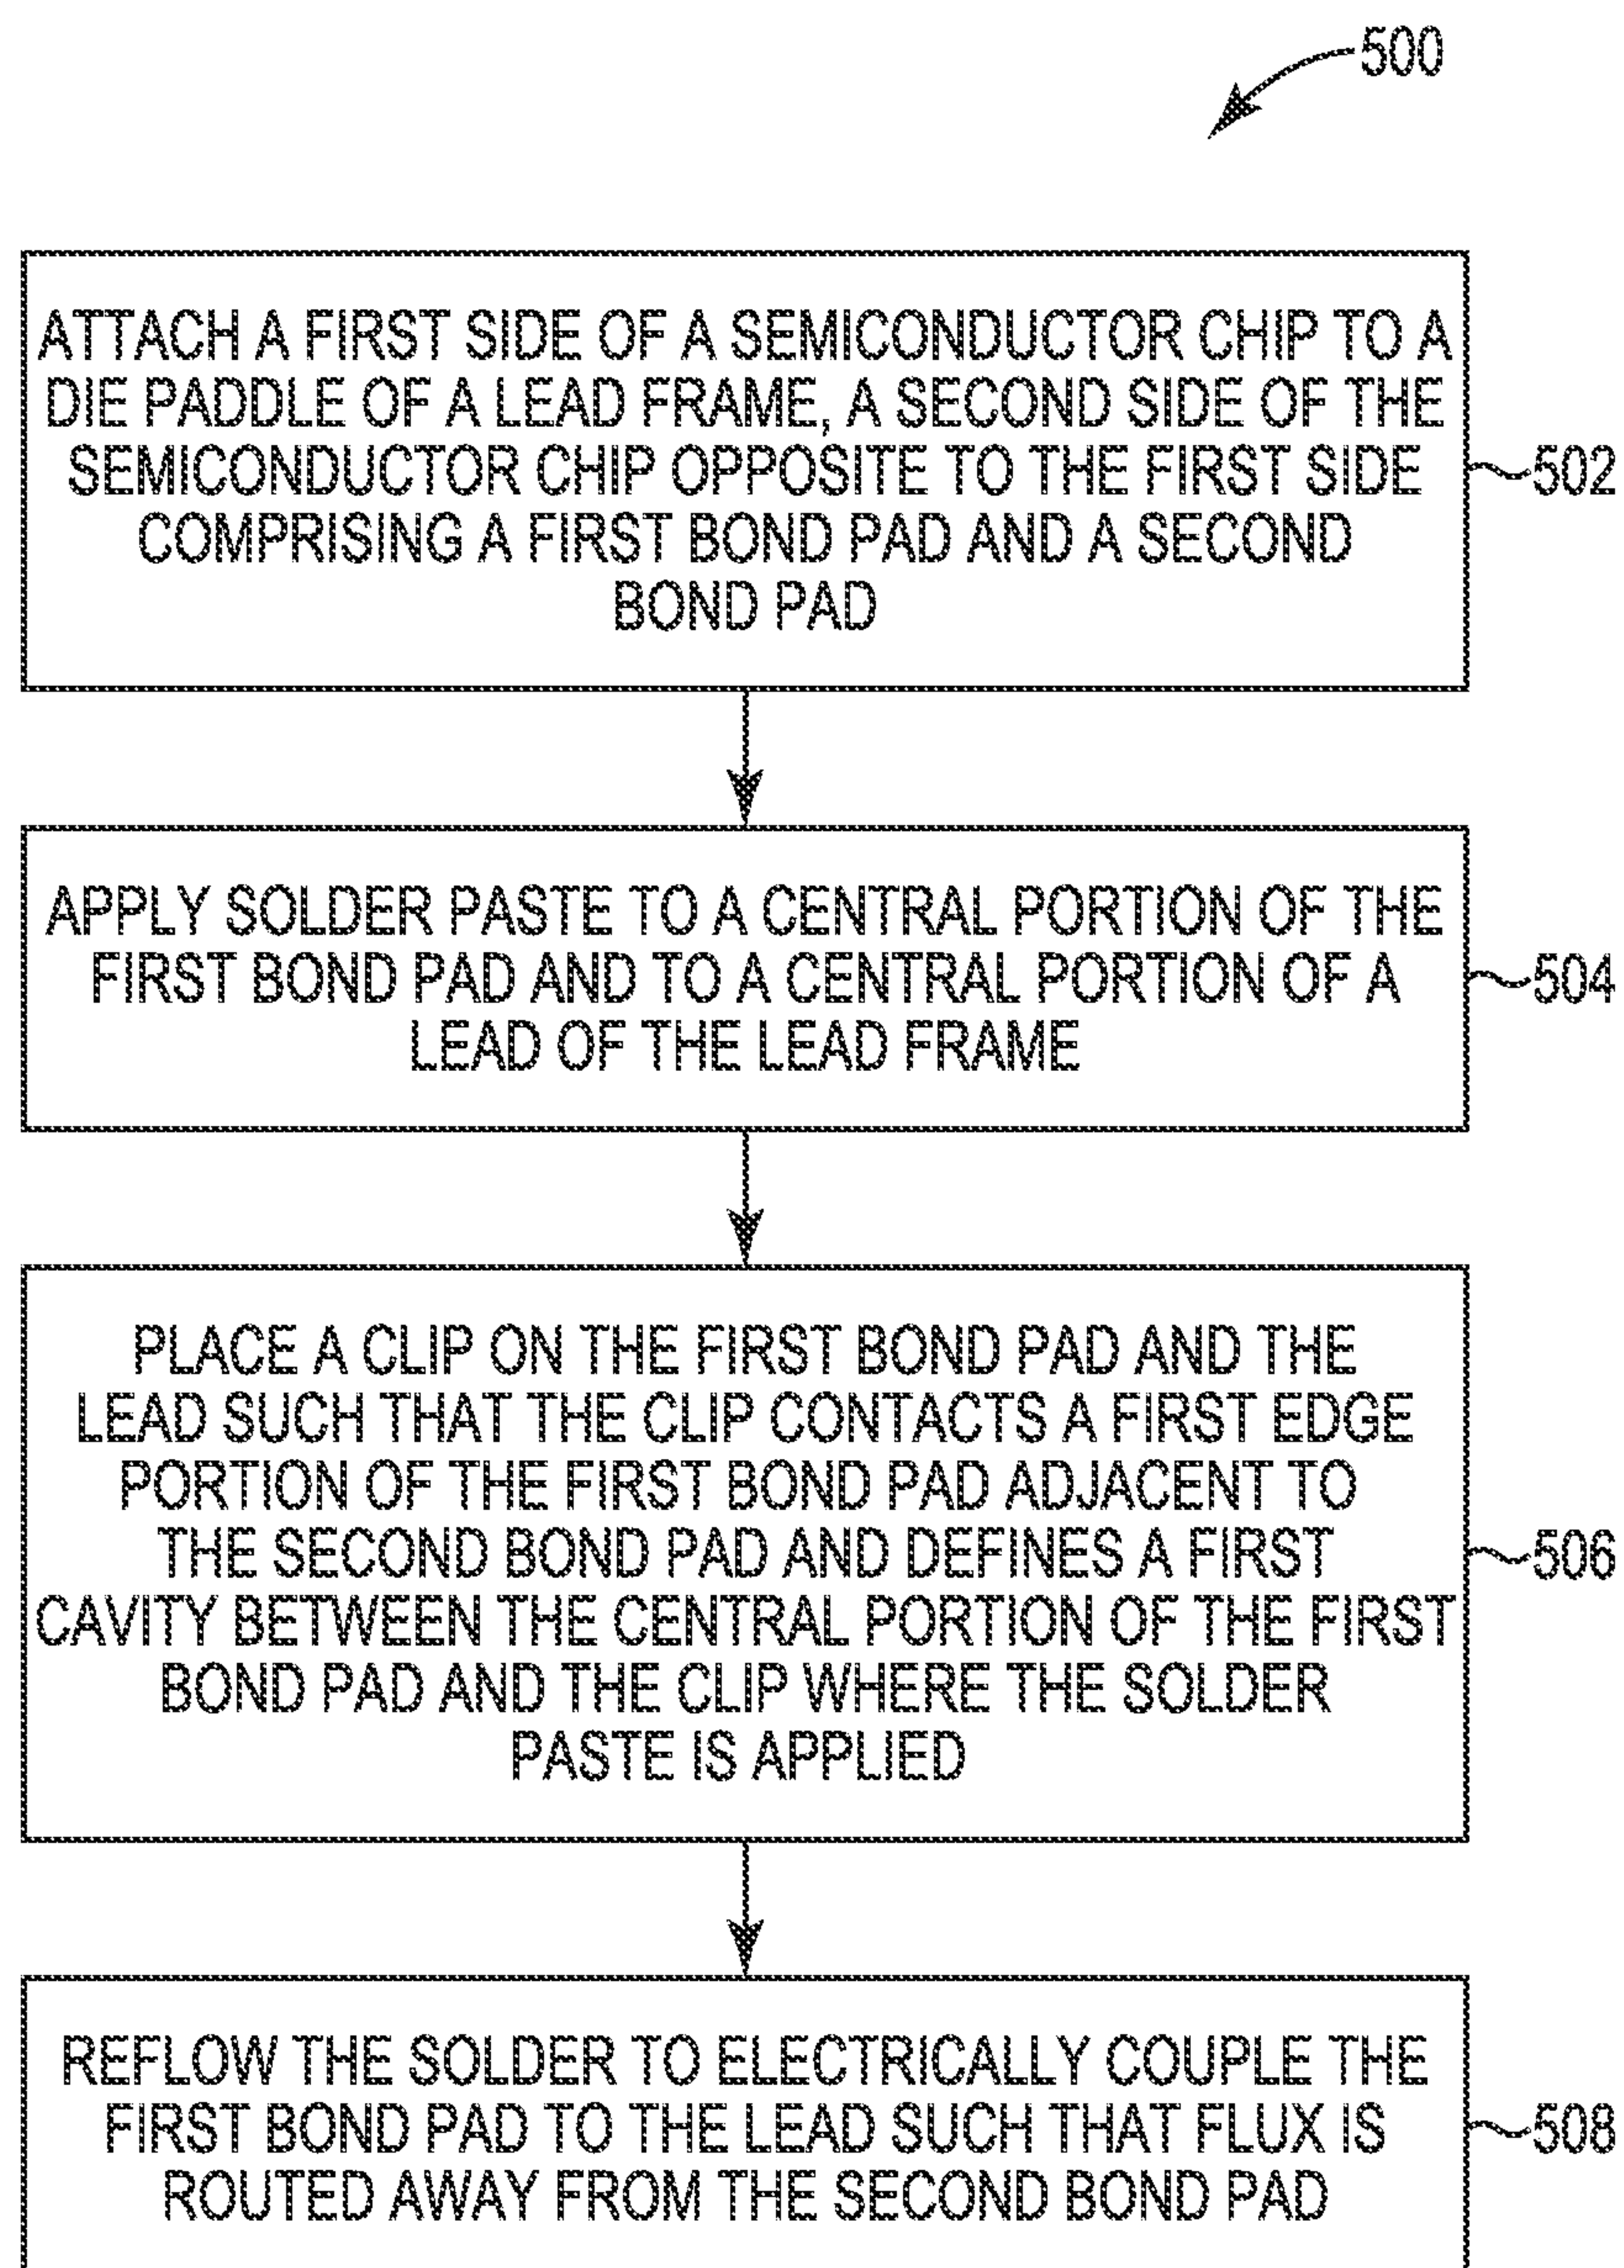 500
ATTACH A FIRST SIDE OF A SEMICONDUCTOR CHIP TO A
DIE PADDLE OF A LEAD FRAME, A SECOND SIDE OF THE
SEMICONDUCTOR CHIP OPPOSITE TO THE FIRST SIDE
COMPRISING A FIRST BOND PAD AND A SECOND
BOND PAD
502
APPLY SOLDER PASTE TO A CENTRAL PORTION OF THE
FIRST BOND PAD AND TO A CENTRAL PORTION OF A
LEAD OF THE LEAD FRAME
504
PLACE A CLIP ON THE FIRST BOND PAD AND THE
LEAD SUCH THAT THE CLIP CONTACTS A FIRST EDGE
PORTION OF THE FIRST BOND PAD ADJACENT TO
THE SECOND BOND PAD AND DEFINES A FIRST
CAVITY BETWEEN THE CENTRAL PORTION OF THE FIRST
BOND PAD AND THE CLIP WHERE THE SOLDER
PASTE IS APPLIED
506
REFLOW THE SOLDER TO ELECTRICALLY COUPLE THE
FIRST BOND PAD TO THE LEAD SUCH THAT FLUX IS
ROUTED AWAY FROM THE SECOND BOND PAD
508